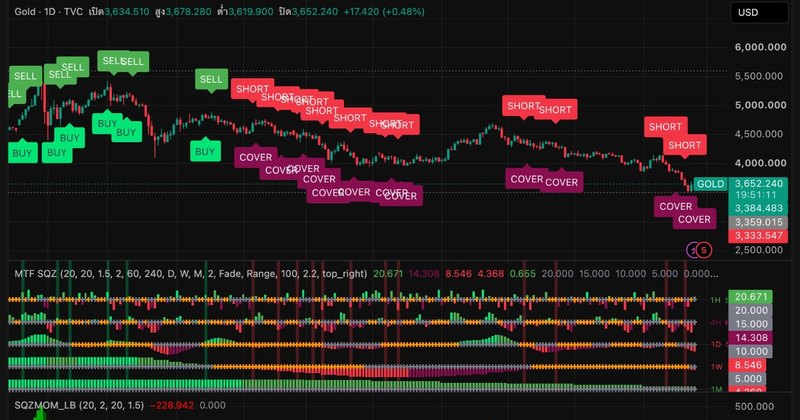 Gold · 1D · TVC เปิด3,634.510 สูง3,678.280 ต่ำ3,619.900 ปิด3,652.240 +17.420 (+0.48%)
USD
6,000.000
5,500.000
5,000.000
4,500.000
4,000.000
SELL
SELL
SELL
SELL
SELL
SELL
BUY
BUY
BUY
BUY
BUY
BUY
SHORT
SHORT
SHORT
SHORT
SHORT
SHORT
SHORT
SHORT
SHORT
SHORT
SHORT
SHORT
COVER
COVER
COVER
COVER
COVER
COVER
COVER
COVER
COVER
COVER
COVER
COVER
GOLD
3,652.240
19:51:11
3,384.483
3,359.015
3,333.547
2,500.000
5
MTF SQZ (20, 20, 1.5, 2, 60, 240, D, W, M, 2, Fade, Range, 100, 2.2, top_right) 20.671 14.308 8.546 4.368 0.655 20.000 15.000 10.000 5.000 0.000...
1H
4H
1D
1W
1M
20.671
20.000
15.000
14.308
10.000
8.546
5.000
4.368
SQZMOM_LB (20, 2, 20, 1.5) −228.942 0.000
500.000